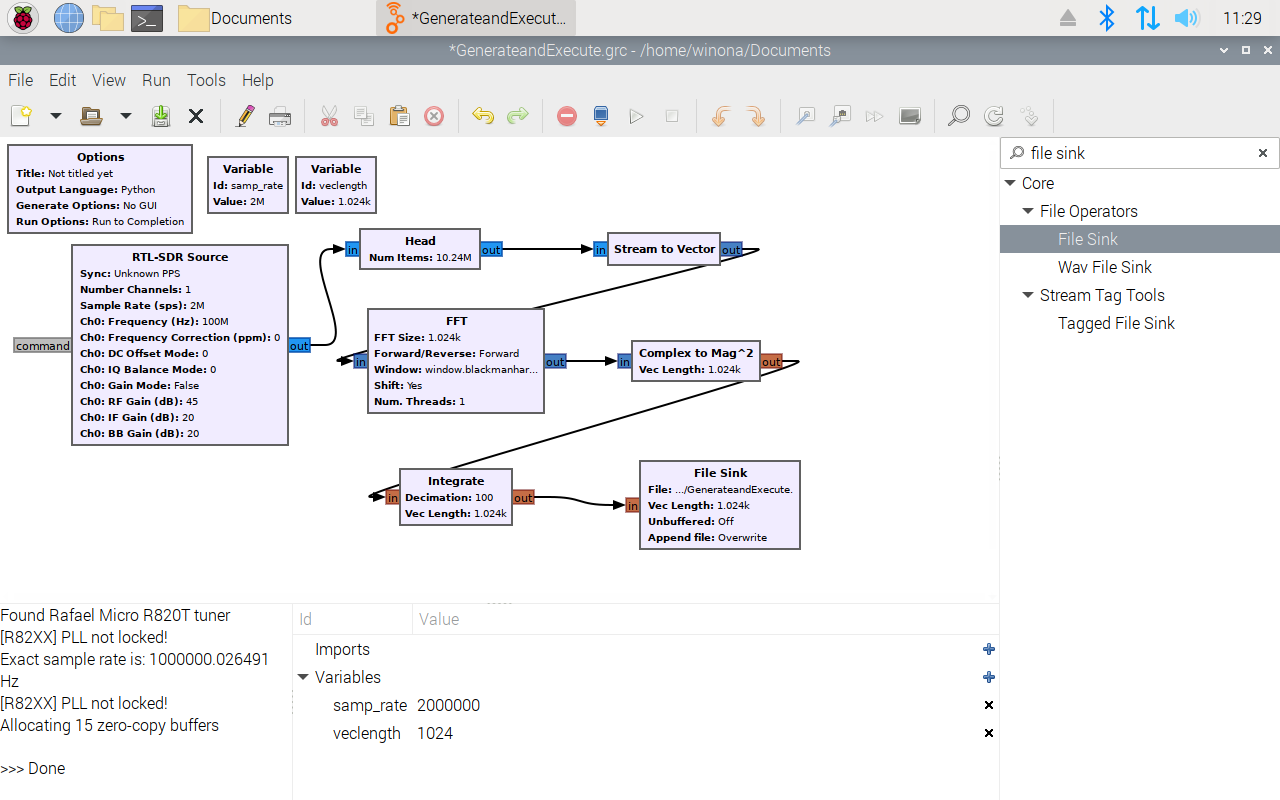 Documents
*GenerateandExecut...
11:29
*GenerateandExecute.grc - /home/winona/Documents
File Edit View Run Tools Help
Options
Title: Not titled yet
Output Language: Python
Generate Options: No GUI
Run Options: Run to Completion
Variable
Id: samp_rate
Value: 2M
Variable
Id: veclength
Value: 1.024k
RTL-SDR Source
Sync: Unknown PPS
Number Channels: 1
Sample Rate (sps): 2M
Ch0: Frequency (Hz): 100M
Ch0: Frequency Correction (ppm): 0
Ch0: DC Offset Mode: 0
Ch0: IQ Balance Mode: 0
Ch0: Gain Mode: False
Ch0: RF Gain (dB): 45
Ch0: IF Gain (dB): 20
Ch0: BB Gain (dB): 20
command
out
in
Head
Num Items: 10.24M
out
in
Stream to Vector
out
in
FFT
FFT Size: 1.024k
Forward/Reverse: Forward
Window: window.blackmanhar...
Shift: Yes
Num. Threads: 1
out
in
Complex to Mag^2
Vec Length: 1.024k
out
in
Integrate
Decimation: 100
Vec Length: 1.024k
out
in
File Sink
File: .../GenerateandExecute.
Vec Length: 1.024k
Unbuffered: Off
Append file: Overwrite
file sink
Core
File Operators
File Sink
Wav File Sink
Stream Tag Tools
Tagged File Sink
Found Rafael Micro R820T tuner
[R82XX] PLL not locked!
Exact sample rate is: 1000000.026491
Hz
[R82XX] PLL not locked!
Allocating 15 zero-copy buffers
>>> Done
Id Value
Imports
Variables
samp_rate 2000000
veclength 1024